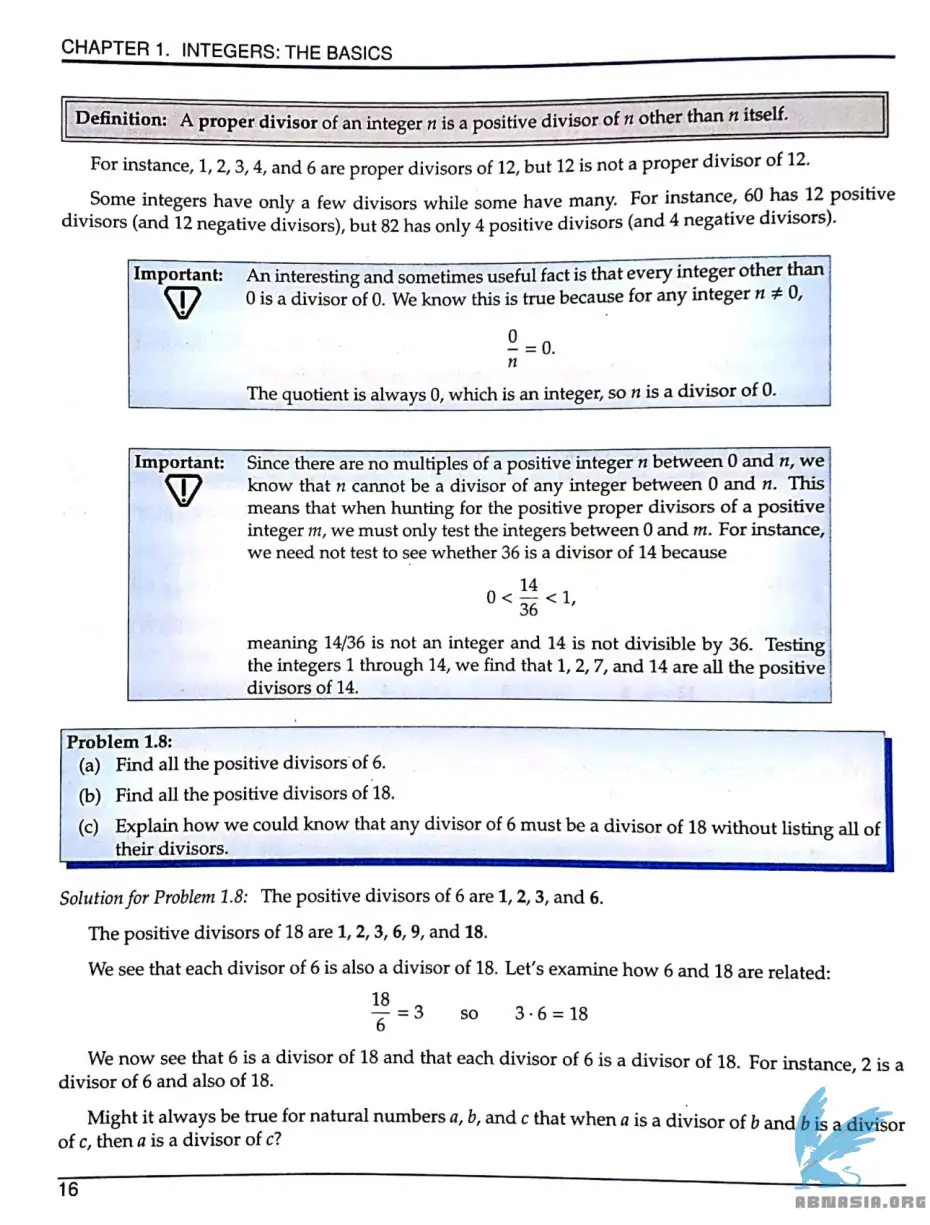 CHAPTER 1. INTEGERS: THE BASICS
Definition: A proper divisor of an integer n is a positive divisor of n other than n itself.
For instance, 1, 2, 3, 4, and 6 are proper divisors of 12, but 12 is not a proper divisor of 12.
Some integers have only a few divisors while some have many. For instance, 60 has 12 positive
divisors (and 12 negative divisors), but 82 has only 4 positive divisors (and 4 negative divisors).
Important: An interesting and sometimes useful fact is that every integer other than
0 is a divisor of 0. We know this is true because for any integer n ≠ 0,
0/n = 0.
The quotient is always 0, which is an integer, so n is a divisor of 0.
Important: Since there are no multiples of a positive integer n between 0 and n, we
know that n cannot be a divisor of any integer between 0 and n. This
means that when hunting for the positive proper divisors of a positive
integer m, we must only test the integers between 0 and m. For instance,
we need not test to see whether 36 is a divisor of 14 because
0 < 14/36 < 1,
meaning 14/36 is not an integer and 14 is not divisible by 36. Testing
the integers 1 through 14, we find that 1, 2, 7, and 14 are all the positive
divisors of 14.
Problem 1.8:
(a) Find all the positive divisors of 6.
(b) Find all the positive divisors of 18.
(c) Explain how we could know that any divisor of 6 must be a divisor of 18 without listing all of
their divisors.
Solution for Problem 1.8: The positive divisors of 6 are 1, 2, 3, and 6.
The positive divisors of 18 are 1, 2, 3, 6, 9, and 18.
We see that each divisor of 6 is also a divisor of 18. Let's examine how 6 and 18 are related:
18/6 = 3 so 3 · 6 = 18
We now see that 6 is a divisor of 18 and that each divisor of 6 is a divisor of 18. For instance, 2 is a
divisor of 6 and also of 18.
Might it always be true for natural numbers a, b, and c that when a is a divisor of b and b is a divisor
of c, then a is a divisor of c?
16
ABNASIA.ORG